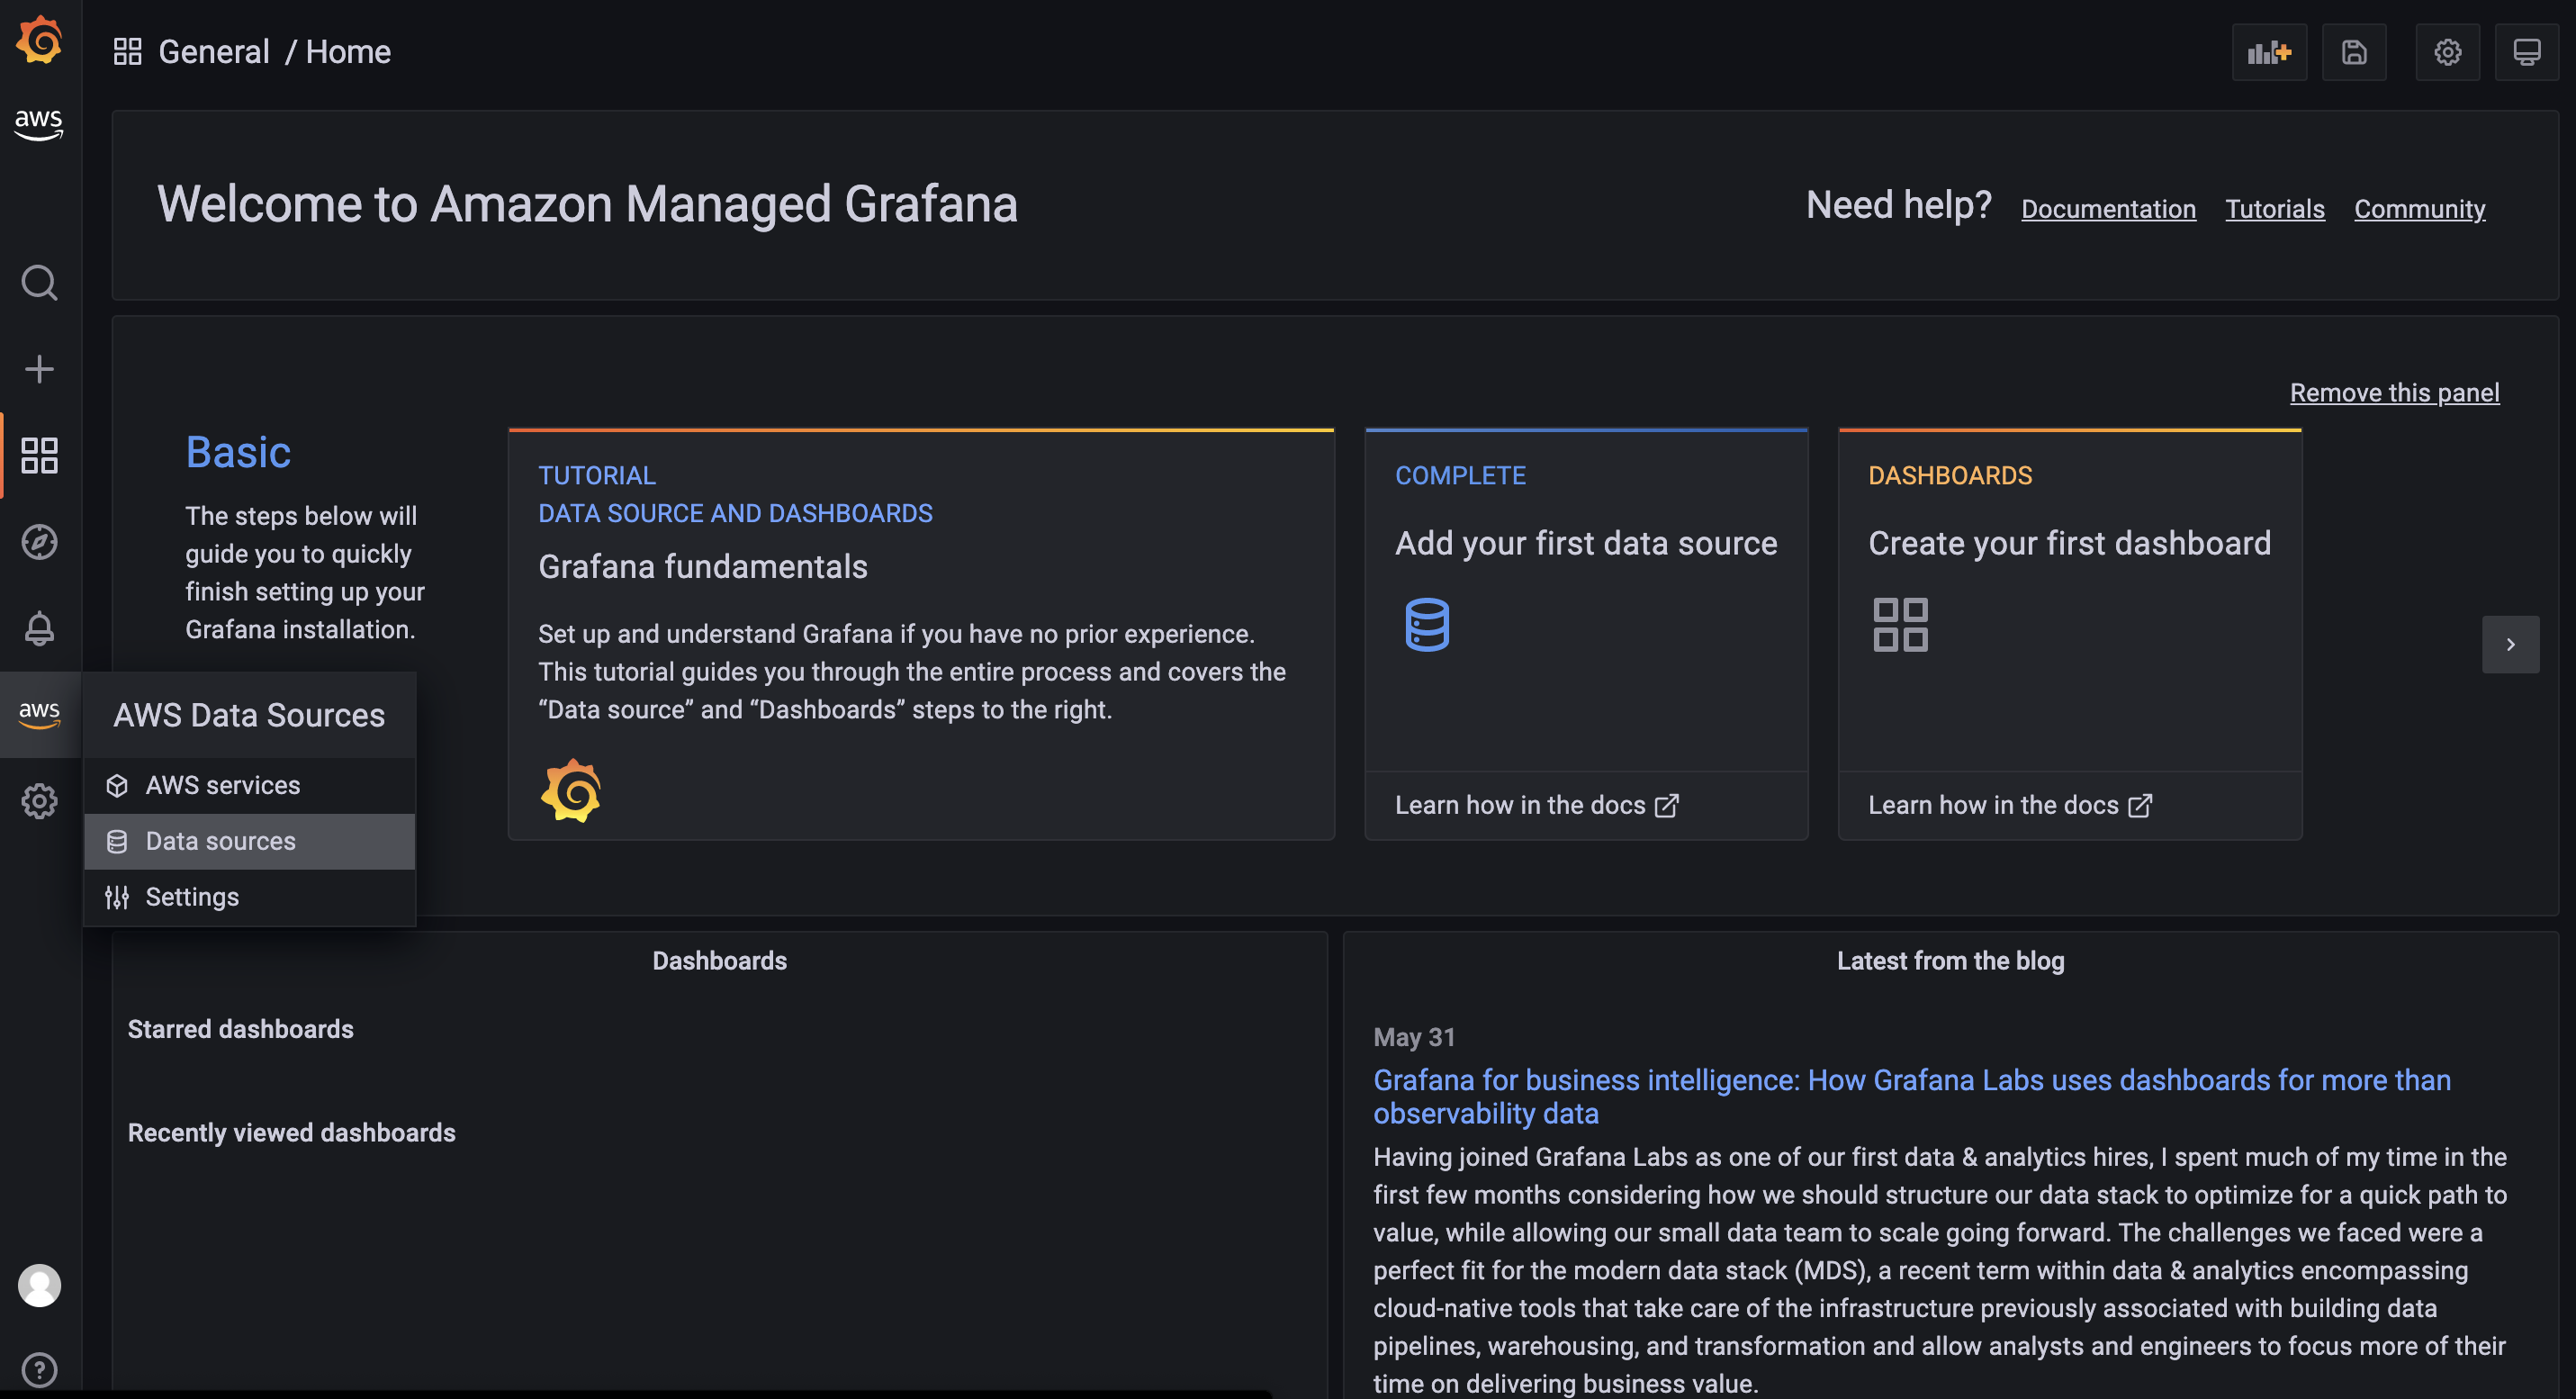 General / Home
aws
Welcome to Amazon Managed Grafana
Need help? Documentation Tutorials Community
Remove this panel
Basic
The steps below will
guide you to quickly
finish setting up your
Grafana installation.
TUTORIAL
DATA SOURCE AND DASHBOARDS
Grafana fundamentals
Set up and understand Grafana if you have no prior experience.
This tutorial guides you through the entire process and covers the
“Data source” and “Dashboards” steps to the right.
COMPLETE
Add your first data source
Learn how in the docs
DASHBOARDS
Create your first dashboard
Learn how in the docs
aws
AWS Data Sources
AWS services
Data sources
Settings
Dashboards
Starred dashboards
Recently viewed dashboards
Latest from the blog
May 31
Grafana for business intelligence: How Grafana Labs uses dashboards for more than
observability data
Having joined Grafana Labs as one of our first data & analytics hires, I spent much of my time in the
first few months considering how we should structure our data stack to optimize for a quick path to
value, while allowing our small data team to scale going forward. The challenges we faced were a
perfect fit for the modern data stack (MDS), a recent term within data & analytics encompassing
cloud-native tools that take care of the infrastructure previously associated with building data
pipelines, warehousing, and transformation and allow analysts and engineers to focus more of their
time on delivering business value.